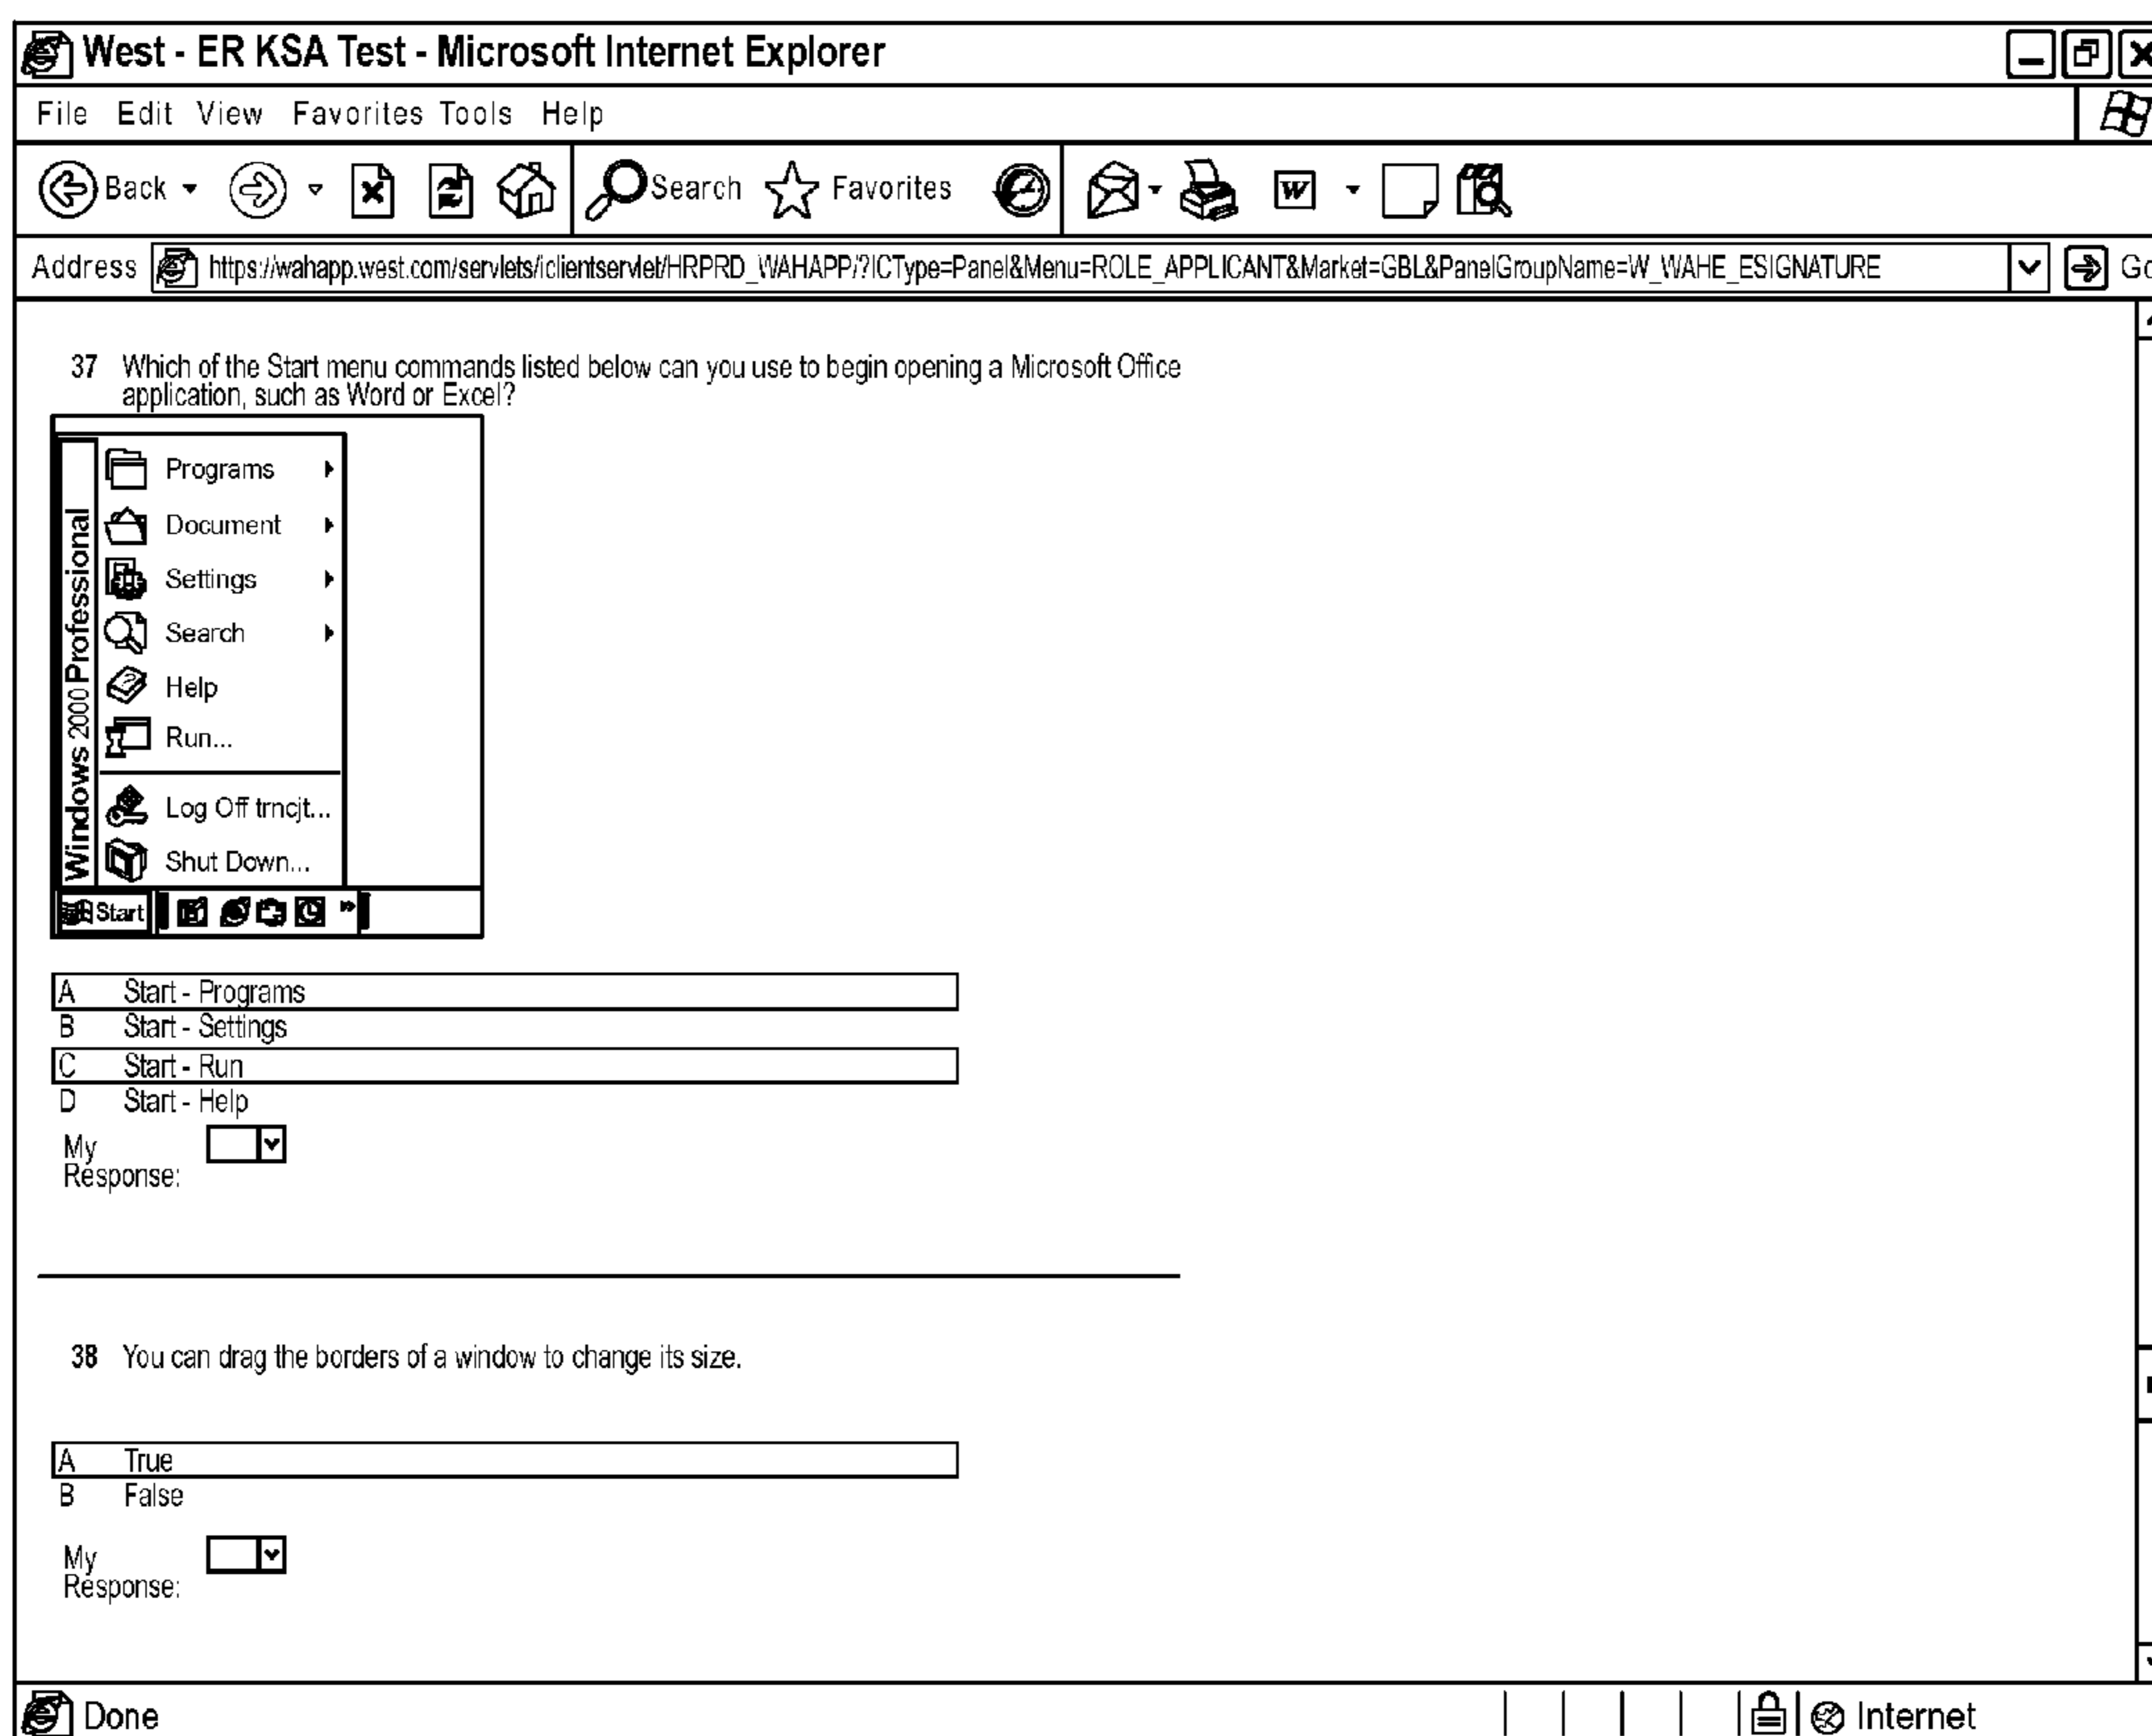 West - ER KSA Test - Microsoft Internet Explorer
File Edit View Favorites Tools Help
Back Search Favorites W
Address https://wahapp.west.com/servlets/iclientservlet/HRPRD_WAHAPP/?ICType=Panel&Menu=ROLE_APPLICANT&Market=GBL&PanelGroupName=W_WAHE_ESIGNATURE
37 Which of the Start menu commands listed below can you use to begin opening a Microsoft Office
application, such as Word or Excel?
Windows 2000 Professional
Programs
Document
Settings
Search
Help
Run...
Log Off trncjt...
Shut Down...
Start
A Start - Programs
B Start - Settings
C Start - Run
D Start - Help
My
Response:
38 You can drag the borders of a window to change its size.
A True
B False
My
Response:
Done Internet